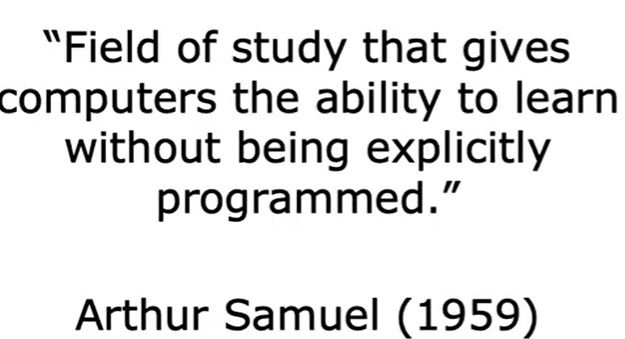 “Field of study that gives
computers the ability to learn
without being explicitly
programmed.”
Arthur Samuel (1959)